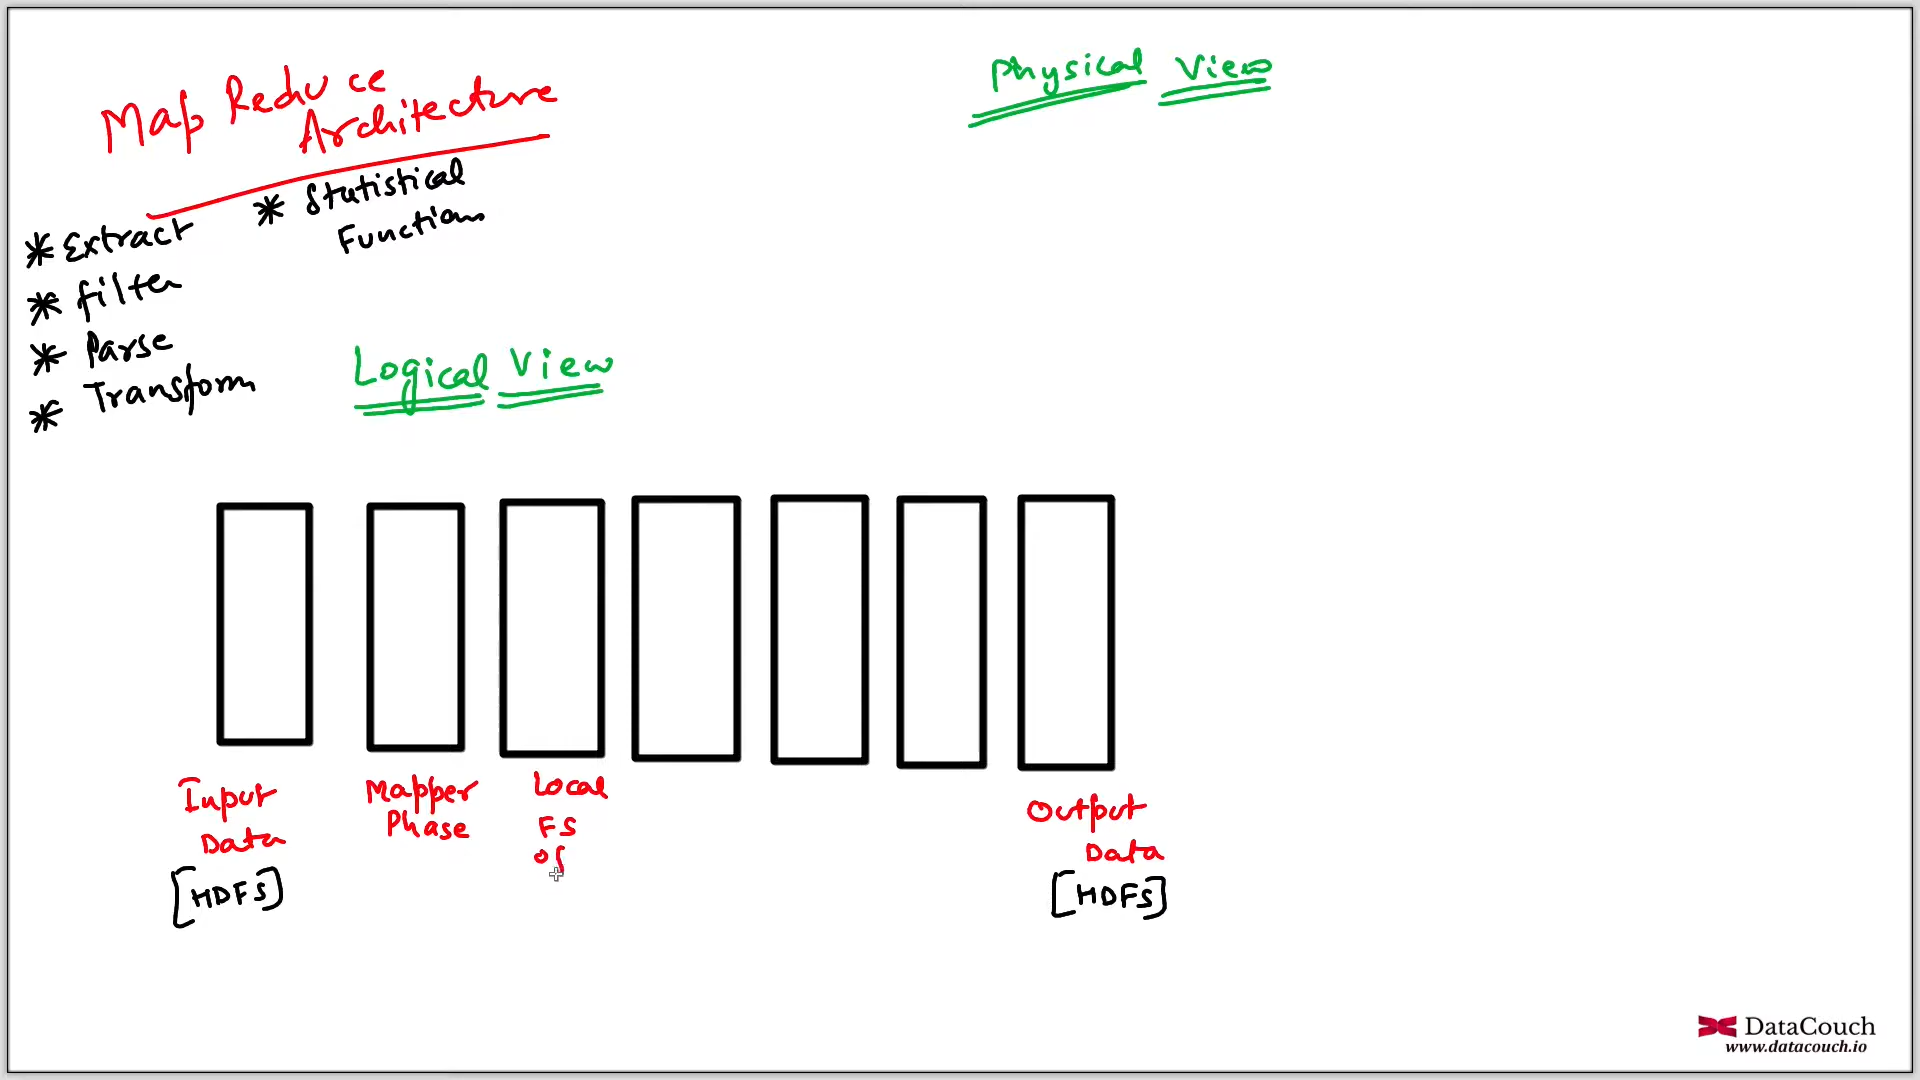 Map Reduce
Architecture
* Statistical
Functions
* Extract
* filter
* Parse
* Transform
Logical View
Physical View
Input
Data
[HDFS]
Mapper
Phase
Local
FS
of
Output
Data
[HDFS]
DataCouch
www.datacouch.io